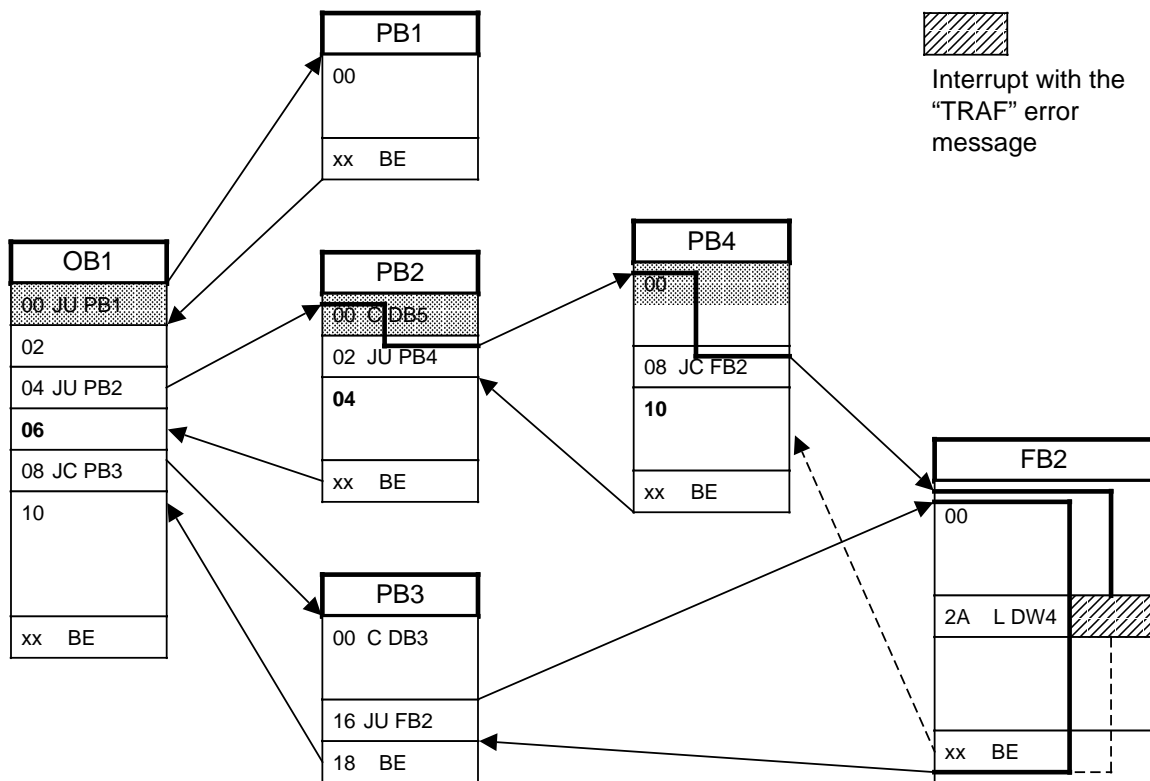 PB1
00
xx BE
Interrupt with the
“TRAF” error
message
OB1
00 JU PB1
02
04 JU PB2
06
08 JC PB3
10
xx BE
PB2
00 C DB5
02 JU PB4
04
xx BE
PB4
00
08 JC FB2
10
xx BE
PB3
00 C DB3
16 JU FB2
18 BE
FB2
00
2A L DW4
xx BE